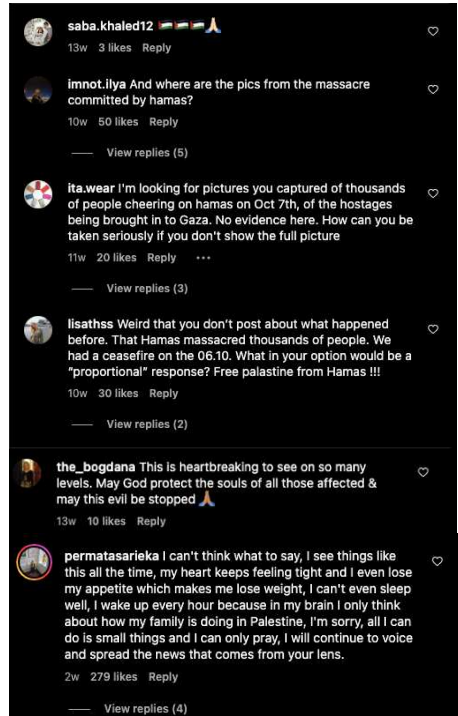 saba.khaled12 🇵🇸🇵🇸🇵🇸🙏🏻
13w 3 likes Reply
imnot.ilya And where are the pics from the massacre
committed by hamas?
10w 50 likes Reply
View replies (5)
ita.wear I'm looking for pictures you captured of thousands
of people cheering on hamas on Oct 7th, of the hostages
being brought in to Gaza. No evidence here. How can you be
taken seriously if you don't show the full picture
11w 20 likes Reply ...
View replies (3)
lisathss Weird that you don't post about what happened
before. That Hamas massacred thousands of people. We
had a ceasefire on the 06.10. What in your option would be a
"proportional" response? Free palastine from Hamas !!!
10w 30 likes Reply
View replies (2)
the_bogdana This is heartbreaking to see on so many
levels. May God protect the souls of all those affected &
may this evil be stopped 🙏🏽
13w 10 likes Reply
permatasarieka I can't think what to say, I see things like
this all the time, my heart keeps feeling tight and I even lose
my appetite which makes me lose weight, I can't even sleep
well, I wake up every hour because in my brain I only think
about how my family is doing in Palestine, I'm sorry, all I can
do is small things and I can only pray, I will continue to voice
and spread the news that comes from your lens.
2w 279 likes Reply
View replies (4)